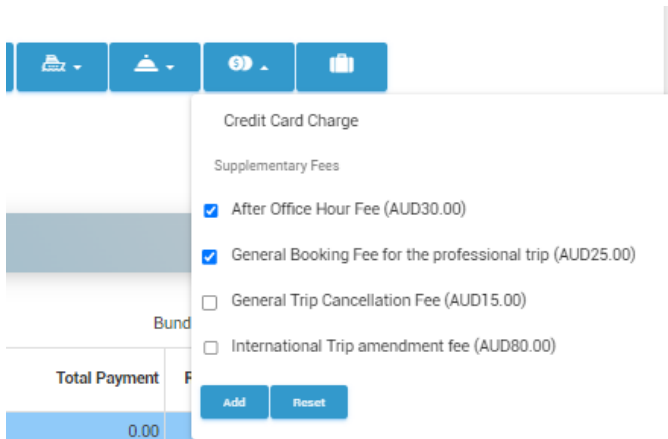 Credit Card Charge
Supplementary Fees
After Office Hour Fee (AUD30.00)
General Booking Fee for the professional trip (AUD25.00)
General Trip Cancellation Fee (AUD15.00)
Bund
International Trip amendment fee (AUD80.00)
Total Payment
Add Reset
0.00